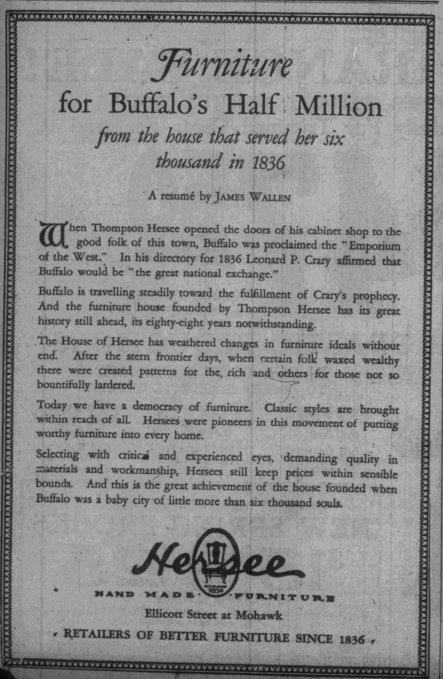 Furniture
for Buffalo's Half Million
from the house that served her six
thousand in 1836
A resumé by JAMES WALLEN
When Thompson Hersee opened the doors of his cabinet shop to the
good folk of this town, Buffalo was proclaimed the "Emporium
of the West." In his directory for 1836 Leonard P. Crary affirmed that
Buffalo would be "the great national exchange."
Buffalo is travelling steadily toward the fulfillment of Crary's prophecy.
And the furniture house founded by Thompson Hersee has its great
history still ahead, its eighty-eight years notwithstanding.
The House of Hersee has weathered changes in furniture ideals without
end. After the stern frontier days, when certain folk waxed wealthy
there were created patterns for the rich and others for those not so
bountifully lardered.
Today we have a democracy of furniture. Classic styles are brought
within reach of all. Hersees were pioneers in this movement of putting
worthy furniture into every home.
Selecting with critical and experienced eyes, demanding quality in
materials and workmanship, Hersees still keep prices within sensible
bounds. And this is the great achievement of the house founded when
Buffalo was a baby city of little more than six thousand souls.
Hersee
1836
HAND MADE FURNITURE
Ellicott Street at Mohawk
RETAILERS OF BETTER FURNITURE SINCE 1836